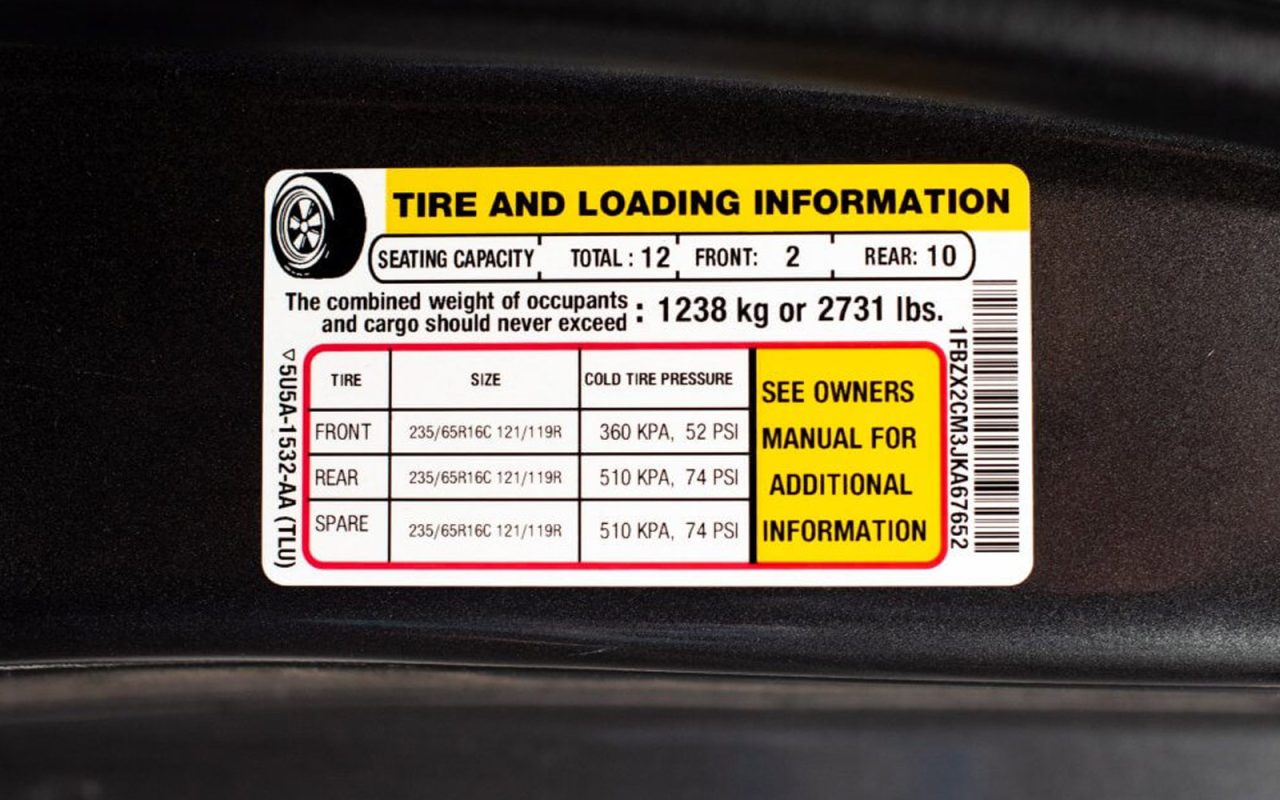 TIRE AND LOADING INFORMATION
SEATING CAPACITY TOTAL : 12 FRONT: 2 REAR: 10
The combined weight of occupants
and cargo should never exceed : 1238 kg or 2731 lbs.
TIRE SIZE COLD TIRE PRESSURE
FRONT 235/65R16C 121/119R 360 KPA, 52 PSI
REAR 235/65R16C 121/119R 510 KPA, 74 PSI
SPARE 235/65R16C 121/119R 510 KPA, 74 PSI
SEE OWNERS
MANUAL FOR
ADDITIONAL
INFORMATION
5U5A-1532-AA (TLU)
1FBZX2CM3JKA67652